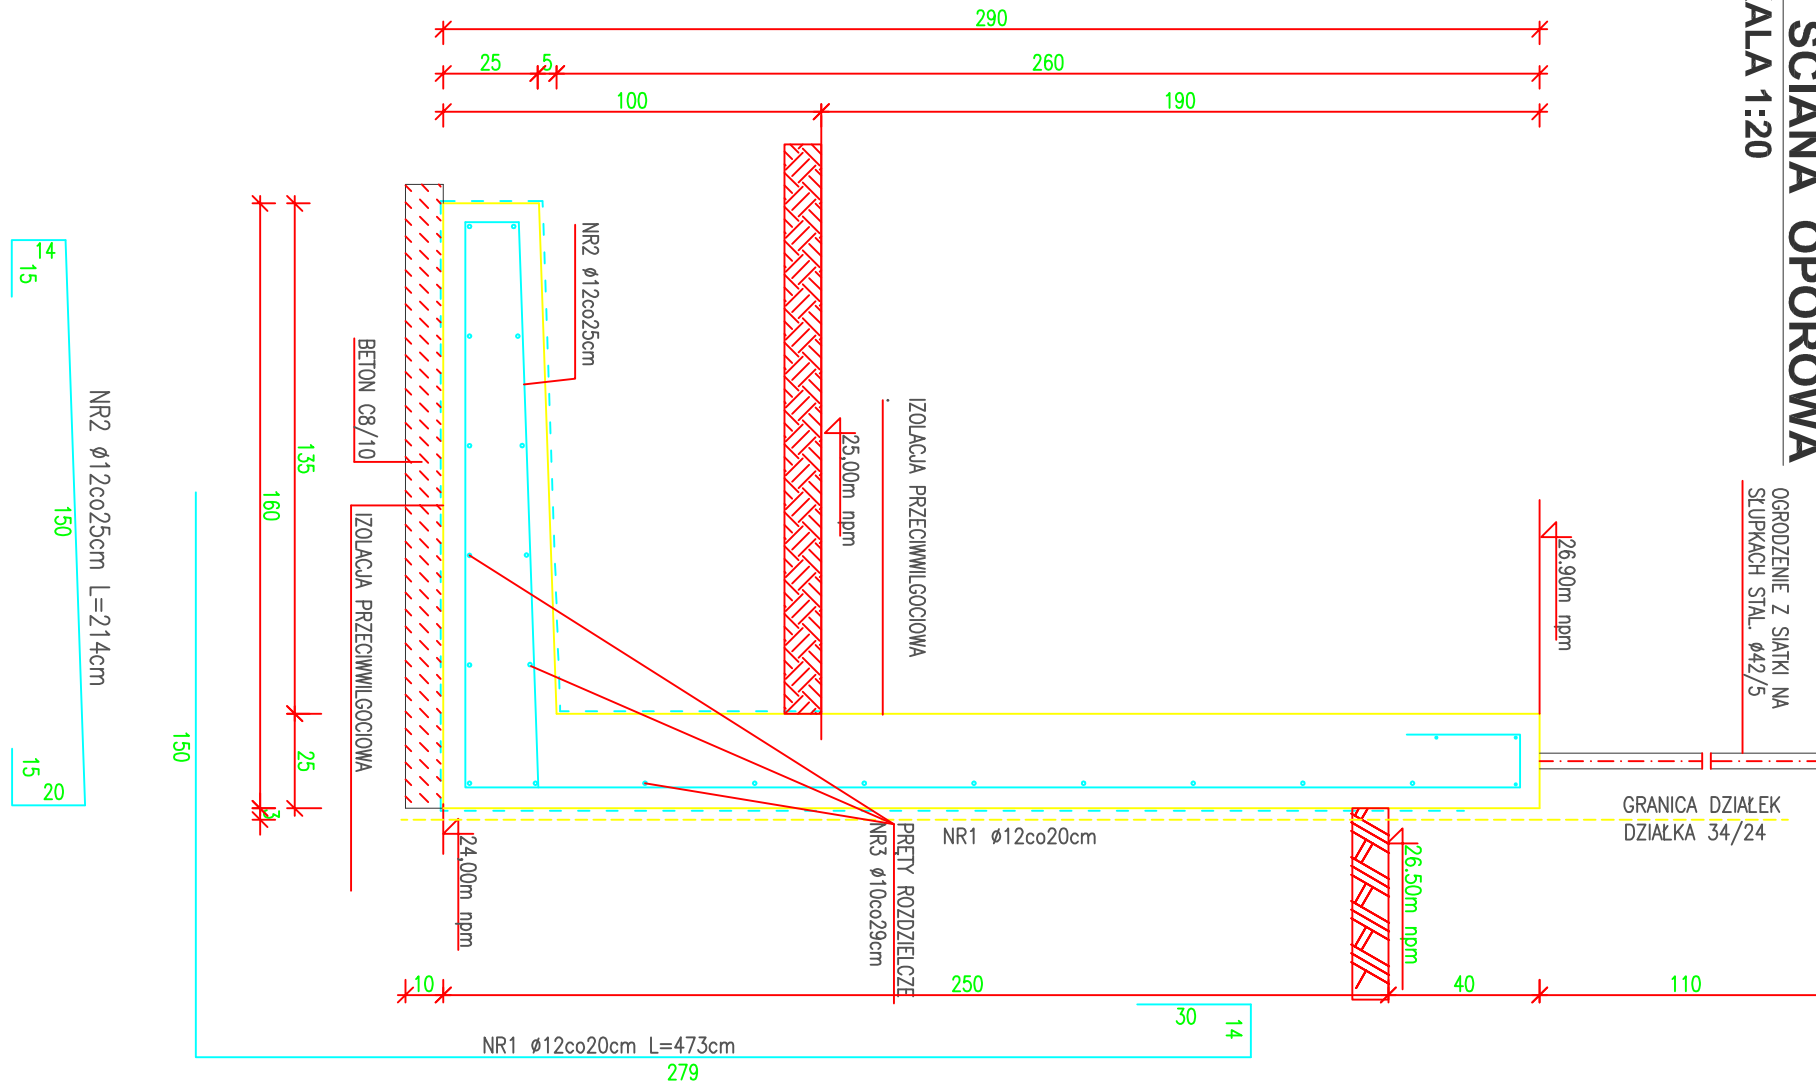 ŚCIANA OPOROWA
ALA 1:20
290
25
5
260
100
190
OGRODZENIE Z SIATKI NA
SŁUPKACH STAL. ø42/5
26.90m npm
25,00m npm
IZOLACJA PRZECIWWILGOCIOWA
NR2 ø12co25cm
BETON C8/10
IZOLACJA PRZECIWWILGOCIOWA
135
160
25
3
14
15
150
15
20
NR2 ø12co25cm L=214cm
150
24,00m npm
PRĘTY ROZDZIELCZE
NR3 ø10co29cm
NR1 ø12co20cm
26.50m npm
GRANICA DZIAŁEK
DZIAŁKA 34/24
10
250
40
110
30
14
NR1 ø12co20cm L=473cm
279